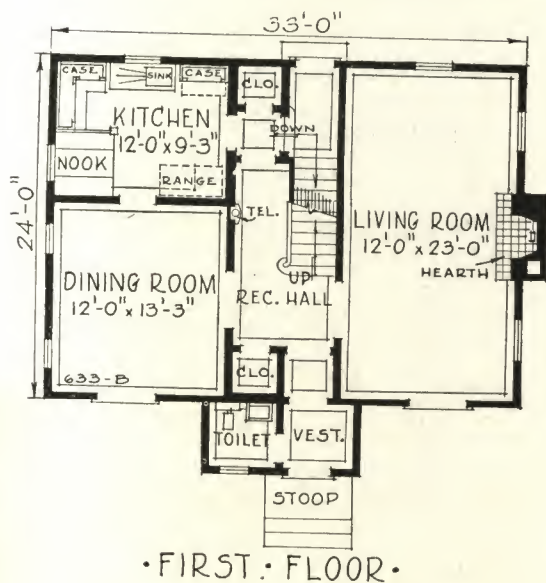 33'-0"
24'-0"
CASE
SINK
CASE
CLO.
KITCHEN
12'-0" x 9'-3"
DOWN
NOOK
RANGE
TEL.
LIVING ROOM
12'-0" x 23'-0"
HEARTH
DINING ROOM
12'-0" x 13'-3"
UP
REC. HALL
633-B
CLO.
TOILET
VEST.
STOOP
•FIRST • FLOOR•